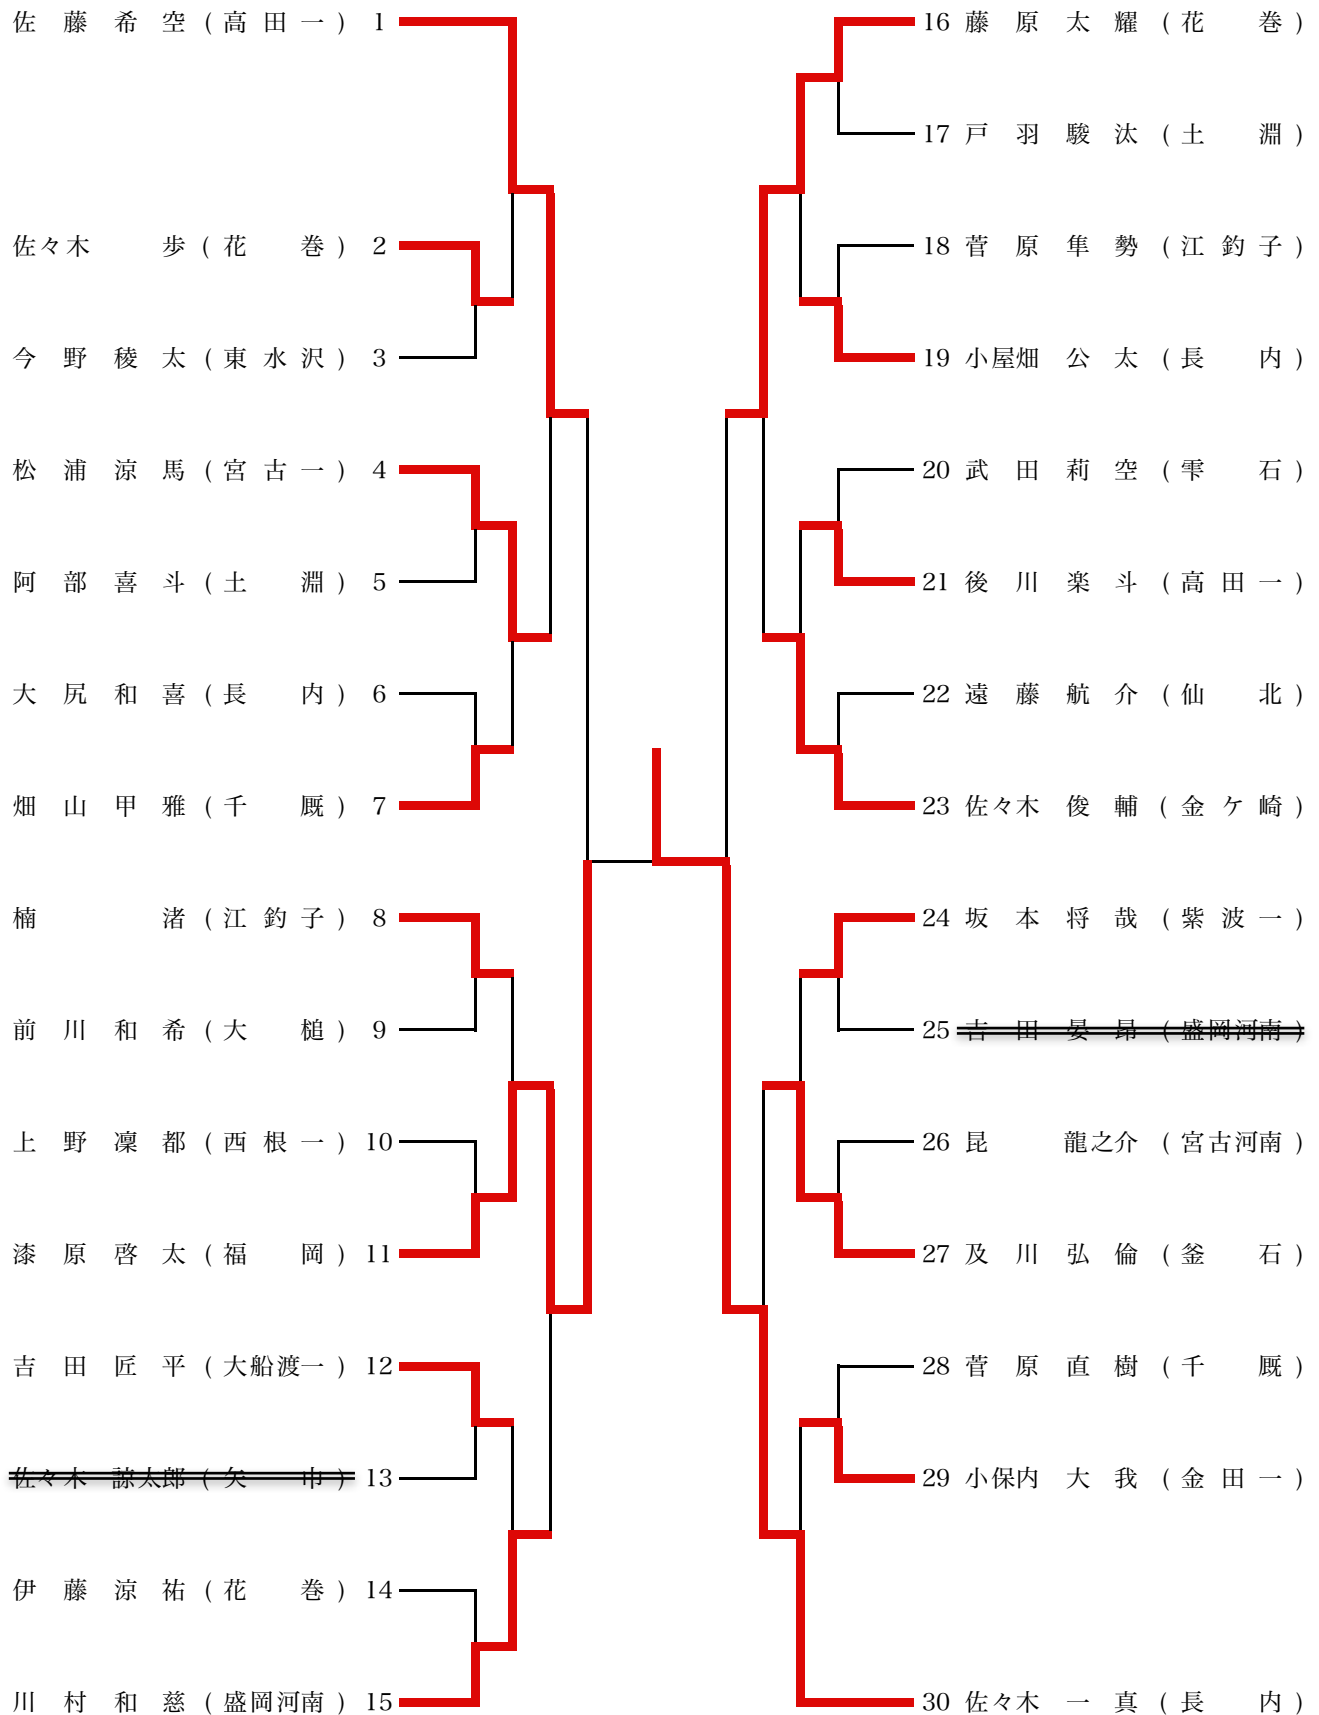 佐藤希空(高田一) 1
佐々木歩(花巻) 2
今野稜太(東水沢) 3
松浦涼馬(宮古一) 4
阿部喜斗(土淵) 5
大尻和喜(長内) 6
畑山甲雅(千厩) 7
楠渚(江釣子) 8
前川和希(大槌) 9
上野凜都(西根一) 10
漆原啓太(福岡) 11
吉田匠平(大船渡一) 12
佐々木諒太郎(矢巾) 13
伊藤涼祐(花巻) 14
川村和慈(盛岡河南) 15
16 藤原太耀(花巻)
17 戸羽駿汰(土淵)
18 菅原隼勢(江釣子)
19 小屋畑公太(長内)
20 武田莉空(雫石)
21 後川楽斗(高田一)
22 遠藤航介(仙北)
23 佐々木俊輔(金ケ崎)
24 坂本将哉(紫波一)
25 吉田晏昂(盛岡河南)
26 昆龍之介(宮古河南)
27 及川弘倫(釜石)
28 菅原直樹(千厩)
29 小保内大我(金田一)
30 佐々木一真(長内)